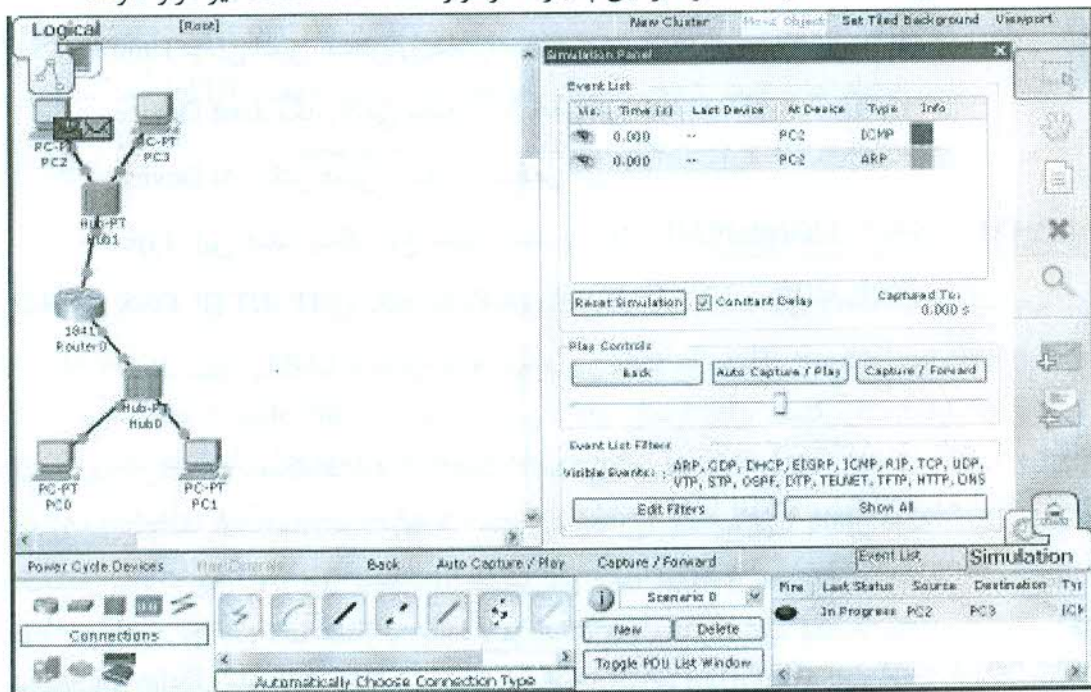 Logical
[Root]
New Cluster
Move Object
Set Tiled Background
Viewport
Simulation Panel
Event List
Vis. Time (s) Last Device At Device Type Info
0.000 -- PC2 ICMP
0.000 -- PC2 ARP
Reset Simulation
Constant Delay
Captured To:
0.000 s
Play Controls
Back
Auto Capture / Play
Capture / Forward
Event List Filters
Visible Events:
ARP, CDP, DHCP, EIGRP, ICMP, RIP, TCP, UDP,
VTP, STP, OSPF, DTP, TELNET, TFTP, HTTP, DNS
Edit Filters
Show All
PC2
PC-PT
PC3
Hub-PT
Hub1
1841
Router0
Hub-PT
Hub0
PC-PT
PC0
PC-PT
PC1
Power Cycle Devices
Back
Auto Capture / Play
Capture / Forward
Event List
Simulation
Connections
Automatically Choose Connection Type
Scenario 0
New
Delete
Toggle PDU List Window
Fire Last Status Source Destination
In Progress PC2 PC3